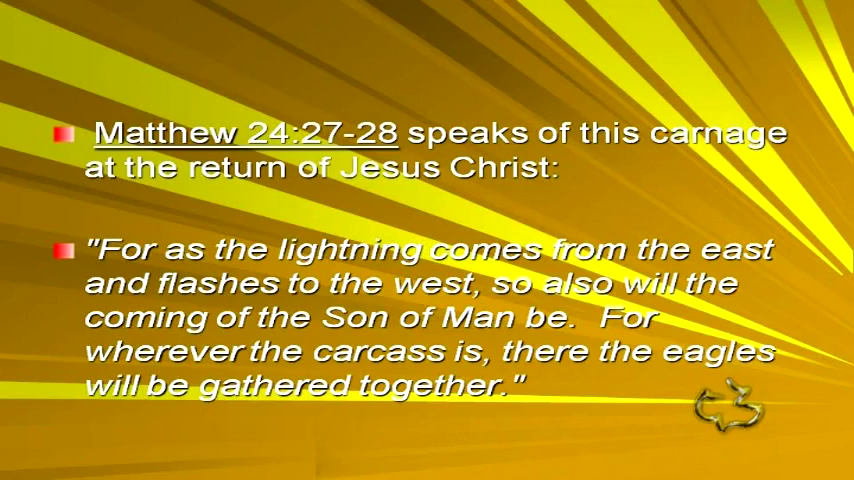 Matthew 24:27-28 speaks of this carnage
at the return of Jesus Christ:
"For as the lightning comes from the east
and flashes to the west, so also will the
coming of the Son of Man be. For
wherever the carcass is, there the eagles
will be gathered together."